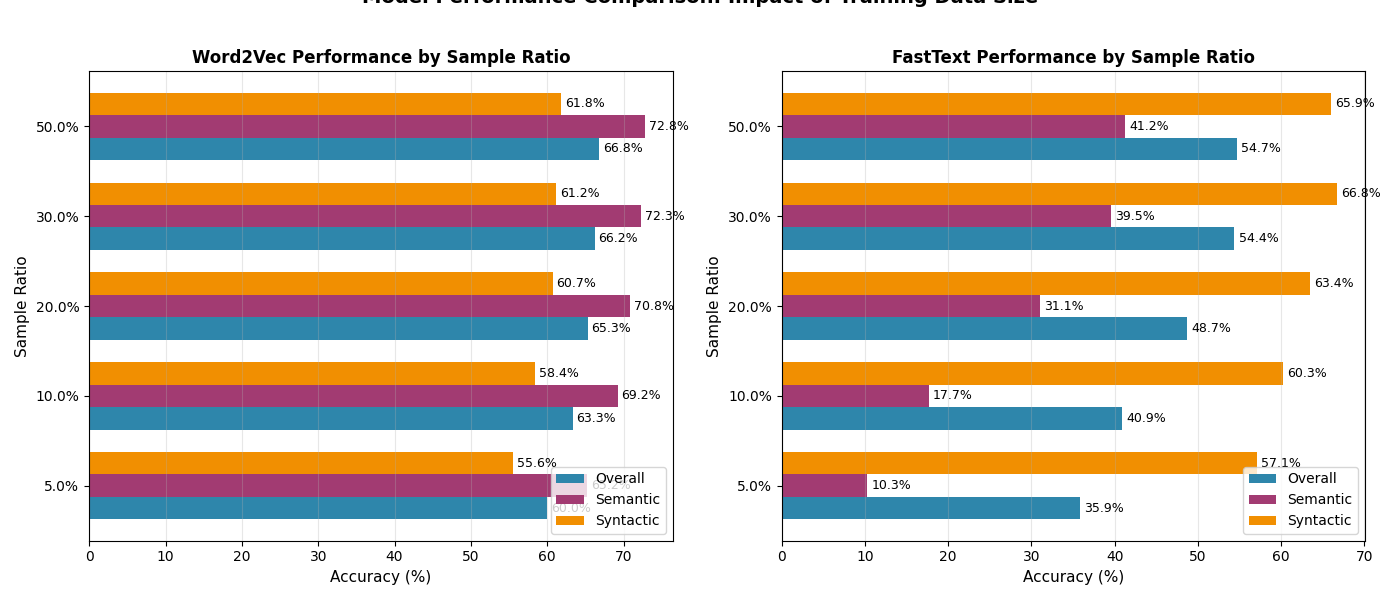 Model Performance Comparison: Impact of Training Data Size
Word2Vec Performance by Sample Ratio
Sample Ratio
50.0%
61.8%
72.8%
66.8%
30.0%
61.2%
72.3%
66.2%
20.0%
60.7%
70.8%
65.3%
10.0%
58.4%
69.2%
63.3%
5.0%
55.6%
65.2%
60.0%
Overall
Semantic
Syntactic
0 10 20 30 40 50 60 70
Accuracy (%)
FastText Performance by Sample Ratio
Sample Ratio
50.0%
65.9%
41.2%
54.7%
30.0%
66.8%
39.5%
54.4%
20.0%
63.4%
31.1%
48.7%
10.0%
60.3%
17.7%
40.9%
5.0%
57.1%
10.3%
35.9%
Overall
Semantic
Syntactic
0 10 20 30 40 50 60 70
Accuracy (%)